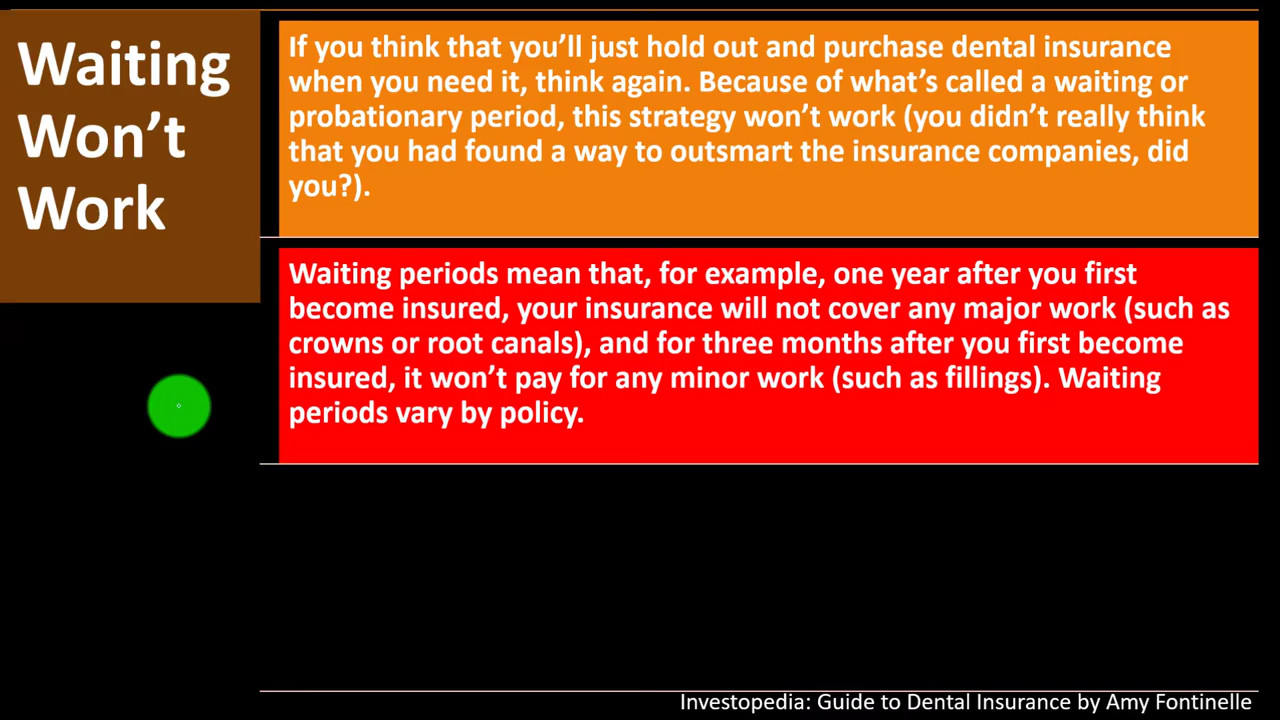 Waiting
Won’t
Work
If you think that you’ll just hold out and purchase dental insurance
when you need it, think again. Because of what’s called a waiting or
probationary period, this strategy won’t work (you didn’t really think
that you had found a way to outsmart the insurance companies, did
you?).
Waiting periods mean that, for example, one year after you first
become insured, your insurance will not cover any major work (such as
crowns or root canals), and for three months after you first become
insured, it won’t pay for any minor work (such as fillings). Waiting
periods vary by policy.
Investopedia: Guide to Dental Insurance by Amy Fontinelle